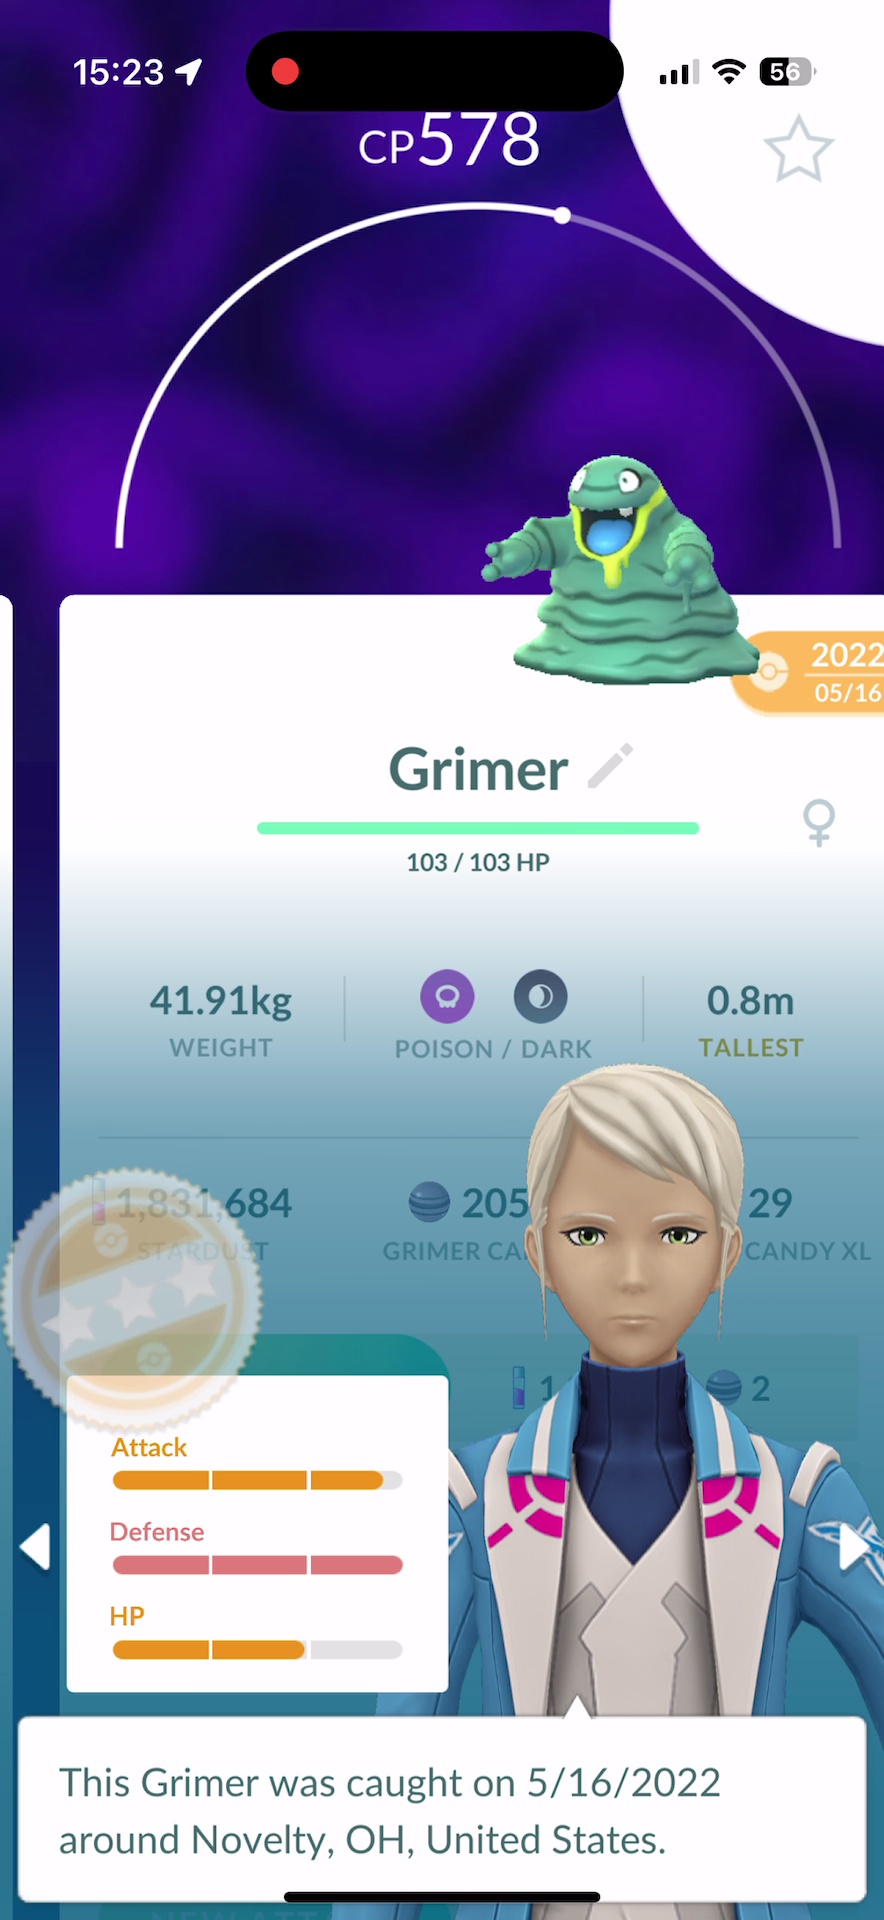 15:23
56
CP578
2022
05/16
Grimer
103 / 103 HP
41.91kg
WEIGHT
POISON / DARK
0.8m
TALLEST
1,831,684
STARDUST
205
GRIMER CA
29
CANDY XL
1
2
Attack
Defense
HP
This Grimer was caught on 5/16/2022
around Novelty, OH, United States.